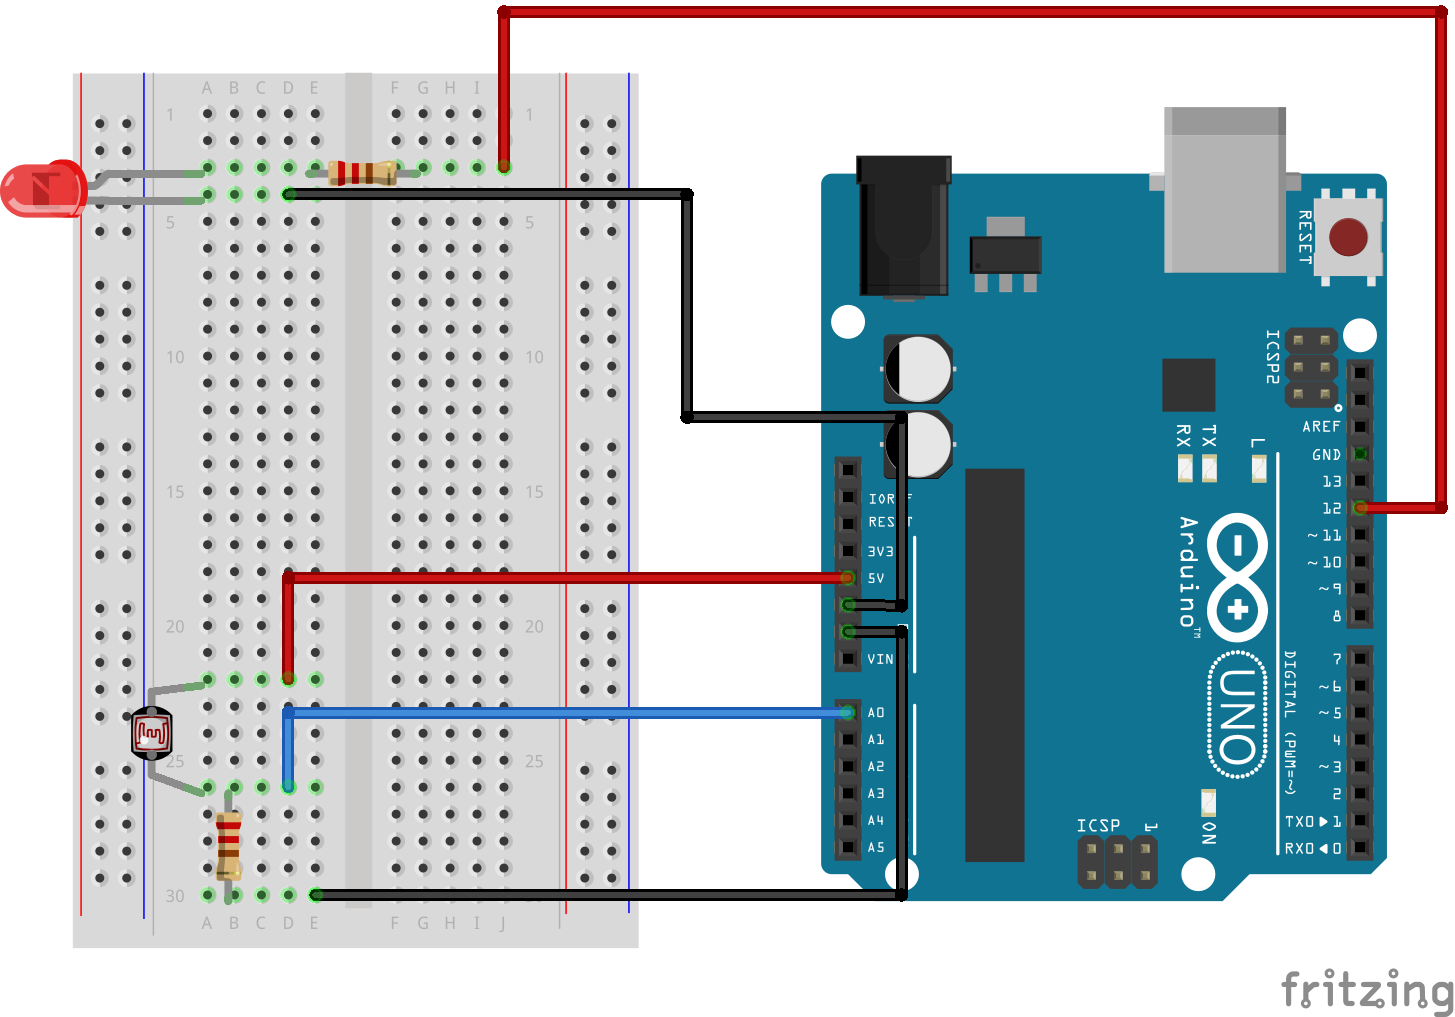 A B C D E F G H I J
1 1
5 5
10 10
15 15
20 20
25 25
30
A B C D E F G H I J
RESET
ICSP2
AREF
GND
RX TX L
13
12
IOREF
RESET
~11
3V3
~10
5V
~9
8
Arduino™
VIN
7
~6
A0
~5
A1
4
A2
~3
A3
2
A4
TX0▶1
A5
RX0◀0
DIGITAL (PWM=~)
UNO
ON
ICSP 1
fritzing